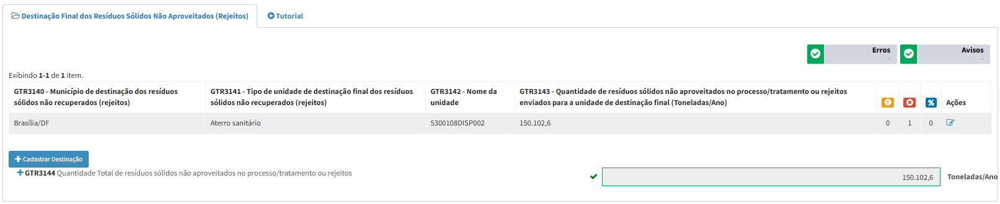 Destinação Final dos Resíduos Sólidos Não Aproveitados (Rejeitos) Tutorial
Erros
-
Avisos
-
Exibindo 1-1 de 1 item.
GTR3140 - Município de destinação dos resíduos
sólidos não recuperados (rejeitos)
GTR3141 - Tipo de unidade de destinação final dos resíduos
sólidos não recuperados (rejeitos)
GTR3142 - Nome da
unidade
GTR3143 - Quantidade de resíduos sólidos não aproveitados no processo/tratamento ou rejeitos
enviados para a unidade de destinação final (Toneladas/Ano)
Ações
Brasília/DF Aterro sanitário 5300108DISP002 150.102,6 0 1 0
Cadastrar Destinação
GTR3144 Quantidade Total de resíduos sólidos não aproveitados no processo/tratamento ou rejeitos 150.102,6 Toneladas/Ano